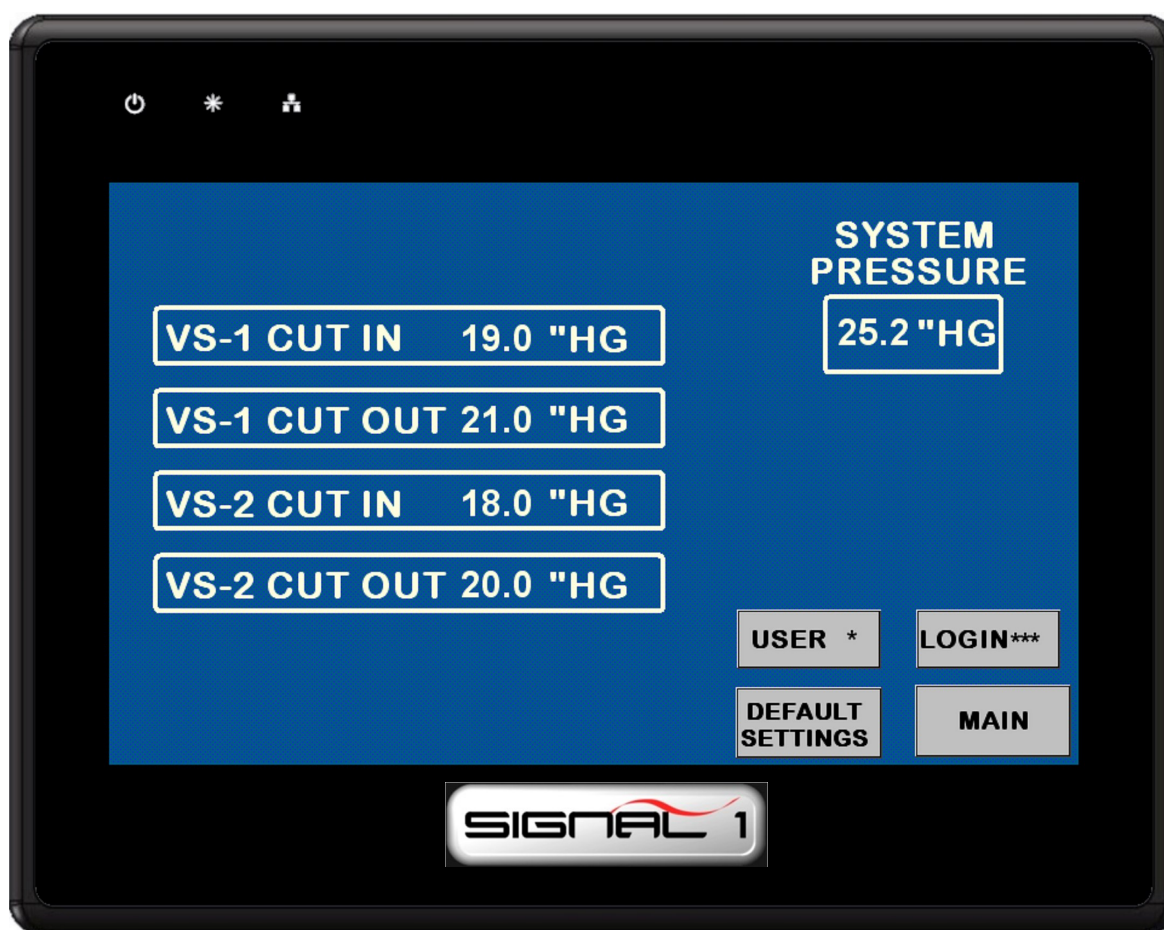 SYSTEM
PRESSURE
25.2 "HG
VS-1 CUT IN 19.0 "HG
VS-1 CUT OUT 21.0 "HG
VS-2 CUT IN 18.0 "HG
VS-2 CUT OUT 20.0 "HG
USER *
LOGIN***
DEFAULT
SETTINGS
MAIN
SIGNAL 1